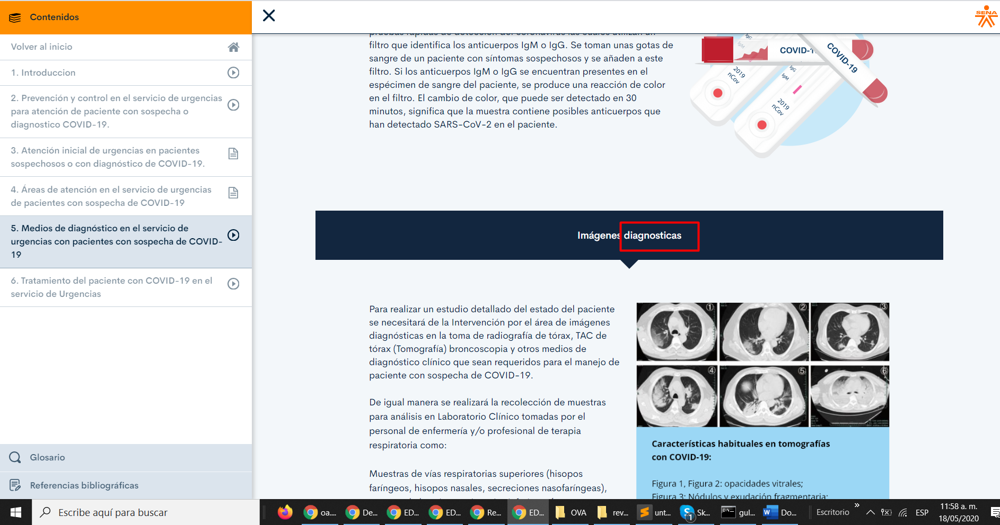 Contenidos
Volver al inicio
1. Introduccion
2. Prevención y control en el servicio de urgencias
para atención de paciente con sospecha o
diagnostico COVID-19.
3. Atención inicial de urgencias en pacientes
sospechosos o con diagnóstico de COVID-19.
4. Áreas de atención en el servicio de urgencias
de pacientes con sospecha de COVID-19
5. Medios de diagnóstico en el servicio de
urgencias con pacientes con sospecha de COVID-
19
6. Tratamiento del paciente con COVID-19 en el
servicio de Urgencias
Glosario
Referencias bibliográficas
SENA
pruebas rápidas de detección del coronavirus las cuales utilizan un
filtro que identifica los anticuerpos IgM o IgG. Se toman unas gotas de
sangre de un paciente con síntomas sospechosos y se añaden a este
filtro. Si los anticuerpos IgM o IgG se encuentran presentes en el
espécimen de sangre del paciente, se produce una reacción de color
en el filtro. El cambio de color, que puede ser detectado en 30
minutos, significa que la muestra contiene posibles anticuerpos que
han detectado SARS-CoV-2 en el paciente.
IgG
IgM
COVID-1
COVID-19
2019
nCov
IgG
IgM
2019
nCov
Imágenes diagnosticas
Para realizar un estudio detallado del estado del paciente
se necesitará de la Intervención por el área de imágenes
diagnósticas en la toma de radiografía de tórax, TAC de
tórax (Tomografía) broncoscopia y otros medios de
diagnóstico clínico que sean requeridos para el manejo de
paciente con sospecha de COVID-19.
De igual manera se realizará la recolección de muestras
para análisis en Laboratorio Clínico tomadas por el
personal de enfermería y/o profesional de terapia
respiratoria como:
Muestras de vías respiratorias superiores (hisopos
faríngeos, hisopos nasales, secreciones nasofaríngeas),
1 2 3
4 5 6
Características habituales en tomografías
con COVID-19:
Figura 1, Figura 2: opacidades vitrales;
Figura 3: Nódulos y exudación fragmentaria;
Escribe aquí para buscar
oa....
De...
ED...
ED...
Re...
ED...
OVA
rev...
unt...
1
Sk...
gul...
Do...
Escritorio
»
ESP
11:58 a. m.
18/05/2020